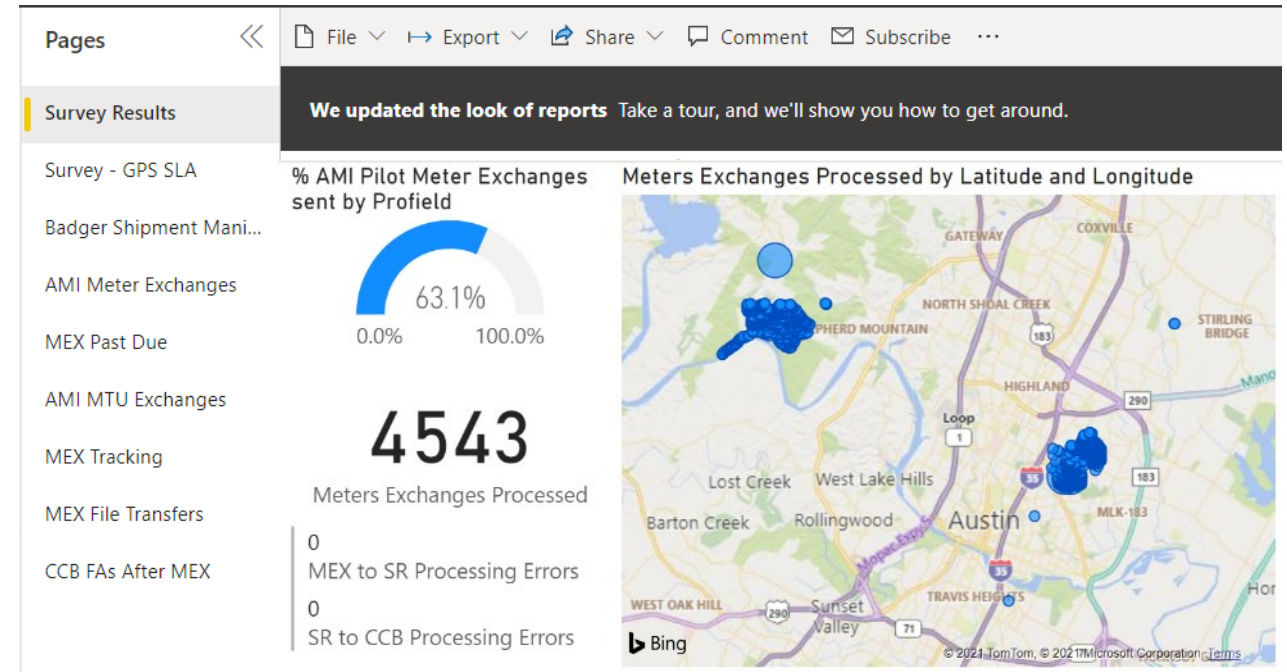 Pages
File
Export
Share
Comment
Subscribe
...
We updated the look of reports Take a tour, and we'll show you how to get around.
Survey Results
Survey - GPS SLA
Badger Shipment Mani...
AMI Meter Exchanges
MEX Past Due
AMI MTU Exchanges
MEX Tracking
MEX File Transfers
CCB FAs After MEX
% AMI Pilot Meter Exchanges
sent by Profield
63.1%
0.0% 100.0%
4543
Meters Exchanges Processed
0
MEX to SR Processing Errors
0
SR to CCB Processing Errors
Meters Exchanges Processed by Latitude and Longitude
GATEWAY
COXVILLE
NORTH SHOAL CREEK
PHERD MOUNTAIN
183
STIRLING
BRIDGE
HIGHLAND
290
Mano
Loop
1
Lost Creek
West Lake Hills
35
183
Barton Creek
Rollingwood
Austin
MLK-183
Mopac Expy
35
TRAVIS HEIGHTS
Hor
WEST OAK HILL
290
Sunset
Valley
71
Bing
© 2021 TomTom, © 2021 Microsoft Corporation Terms